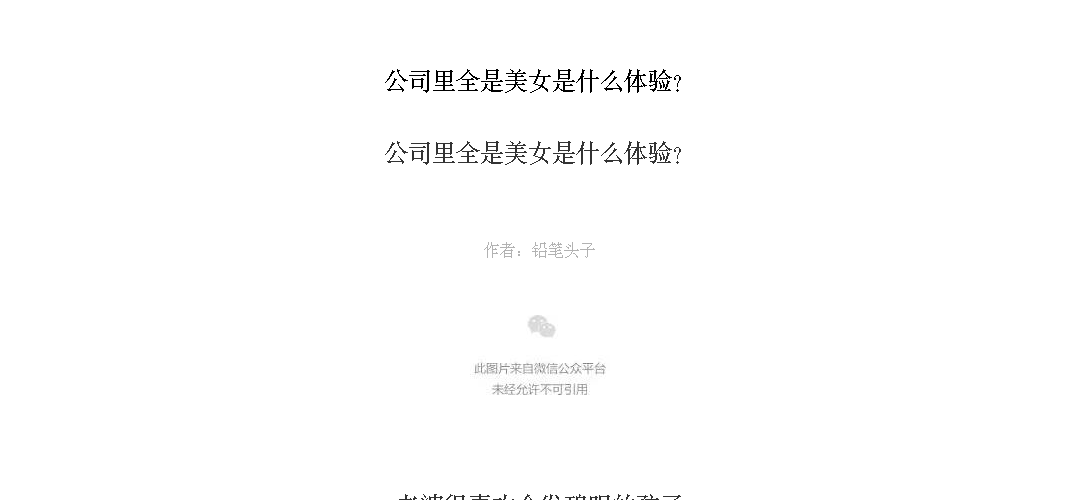 公司里全是美女是什么体验?
公司里全是美女是什么体验?
作者：铅笔头子
此图片来自微信公众平台
未经允许不可引用